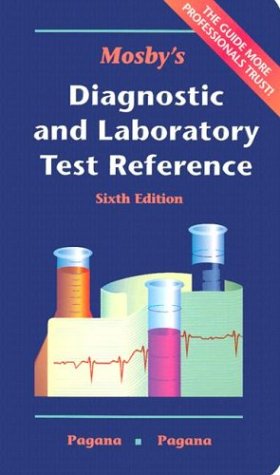 THE GUIDE MORE
PROFESSIONALS TRUST!
Mosby's
Diagnostic
and Laboratory
Test Reference
Sixth Edition
Pagana ■ Pagana